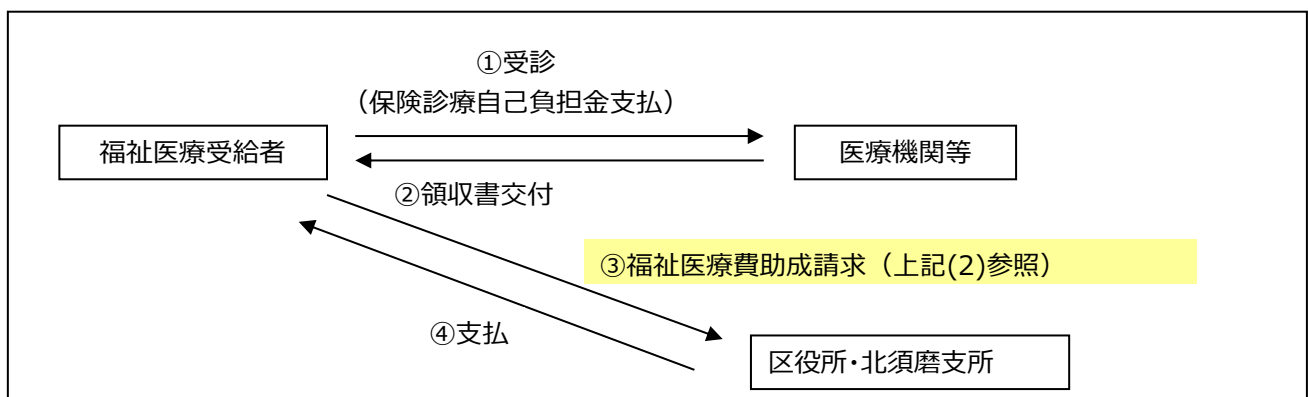 ①受診
(保険診療自己負担金支払)
福祉医療受給者
医療機関等
②領収書交付
③福祉医療費助成請求(上記(2)参照)
④支払
区役所・北須磨支所